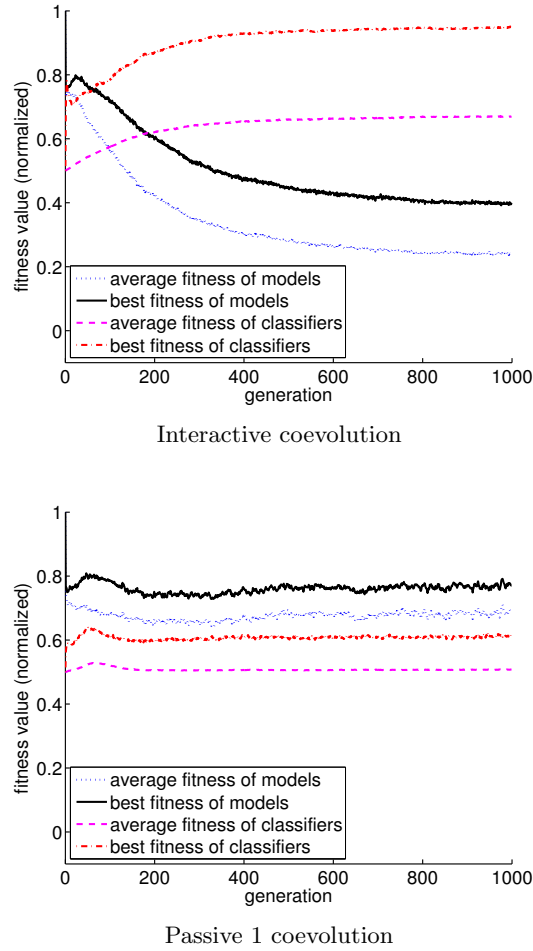 1
0.8
0.6
0.4
0.2
0
fitness value (normalized)
average fitness of models
best fitness of models
average fitness of classifiers
best fitness of classifiers
0 200 400 600 800 1000
generation
Interactive coevolution
1
0.8
0.6
0.4
0.2
0
fitness value (normalized)
average fitness of models
best fitness of models
average fitness of classifiers
best fitness of classifiers
0 200 400 600 800 1000
generation
Passive 1 coevolution